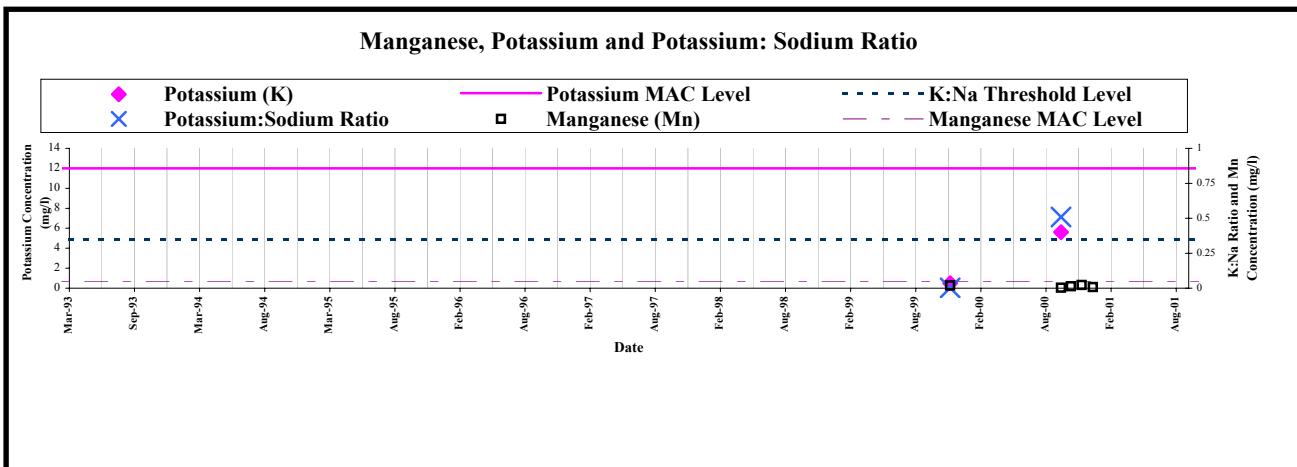 Manganese, Potassium and Potassium: Sodium Ratio
Potassium (K) Potassium MAC Level K:Na Threshold Level
Potassium:Sodium Ratio Manganese (Mn) Manganese MAC Level
Potassium Concentration
(mg/l)
14
12
10
8
6
4
2
0
1
0.75
0.5
0.25
0
K:Na Ratio and Mn
Concentration (mg/l)
Mar-93 Sep-93 Mar-94 Aug-94 Mar-95 Aug-95 Feb-96 Aug-96 Feb-97 Aug-97 Feb-98 Aug-98 Feb-99 Aug-99 Feb-00 Aug-00 Feb-01 Aug-01
Date